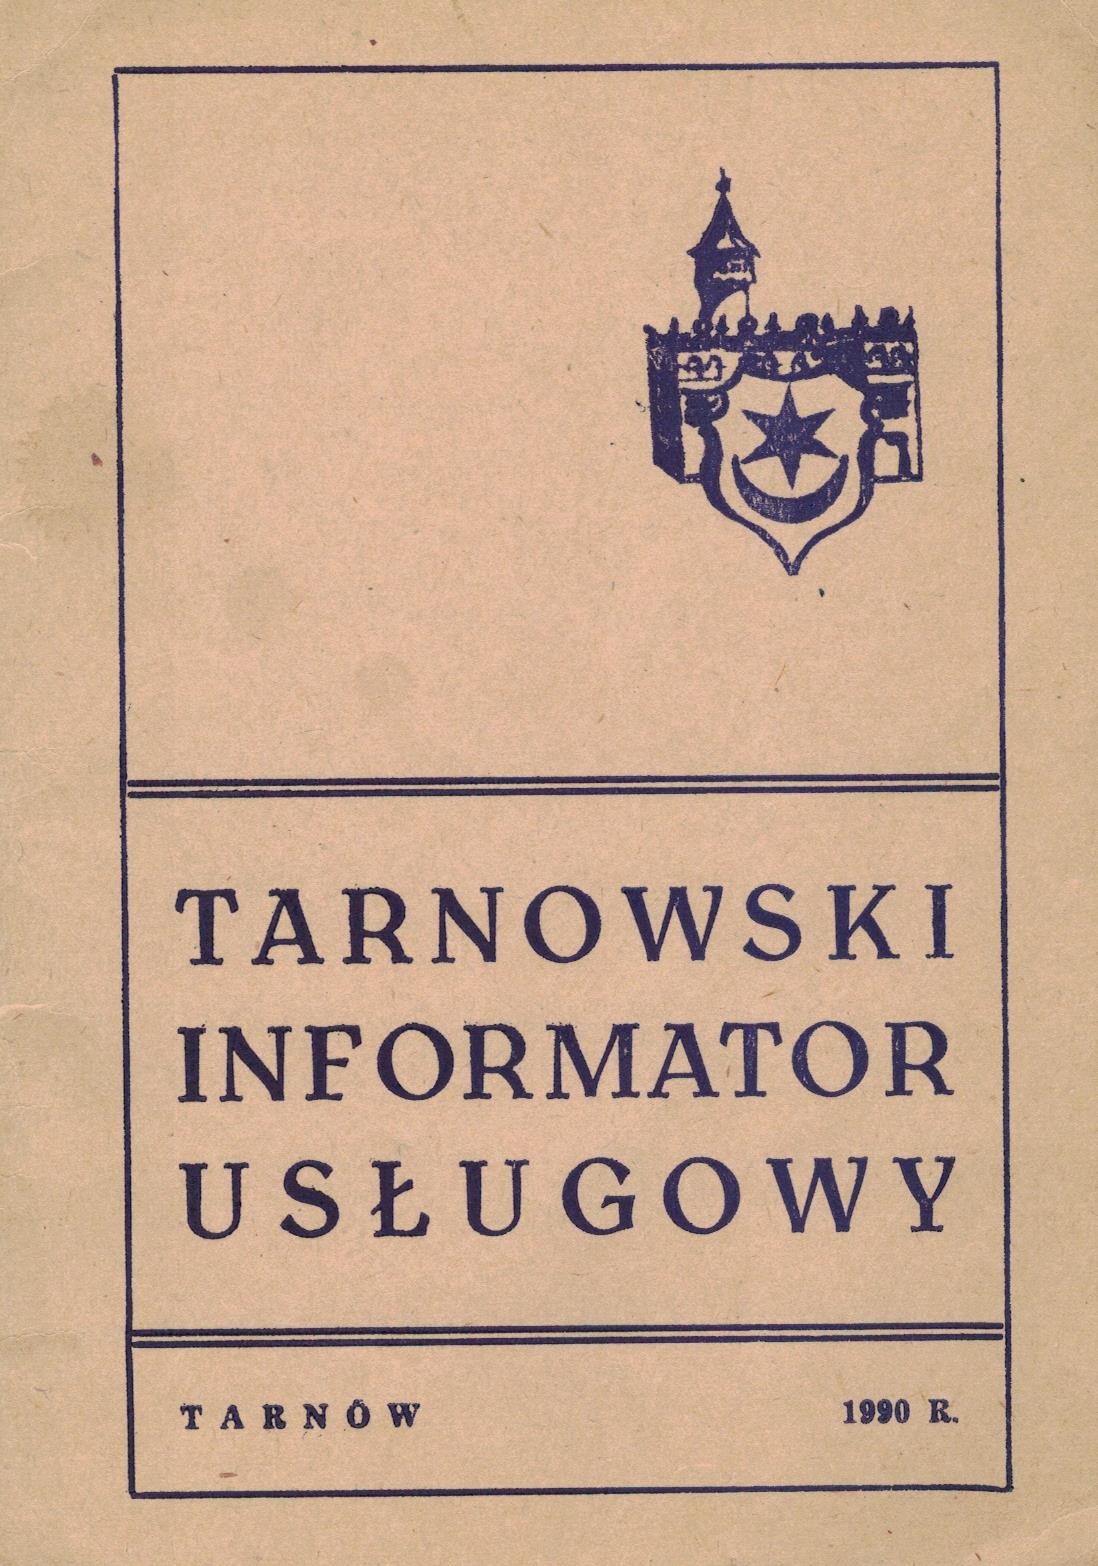 TARNOWSKI
INFORMATOR
USŁUGOWY
TARNÓW 1990 R.